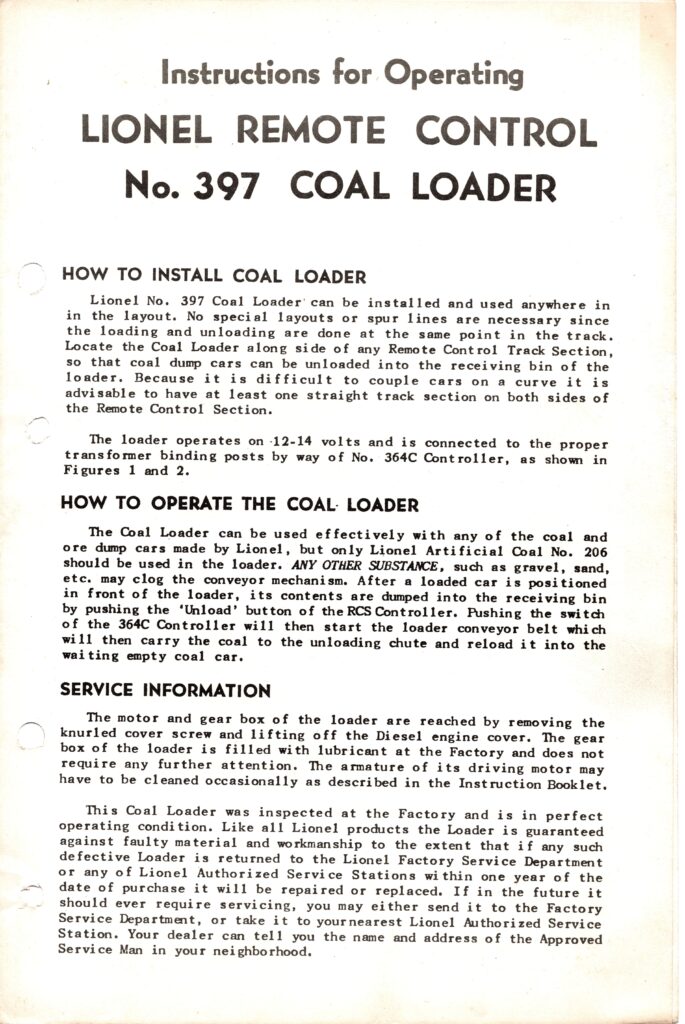 Instructions for Operating
LIONEL REMOTE CONTROL
No. 397 COAL LOADER
HOW TO INSTALL COAL LOADER
Lionel No. 397 Coal Loader can be installed and used anywhere in
in the layout. No special layouts or spur lines are necessary since
the loading and unloading are done at the same point in the track.
Locate the Coal Loader along side of any Remote Control Track Section,
so that coal dump cars can be unloaded into the receiving bin of the
loader. Because it is difficult to couple cars on a curve it is
advisable to have at least one straight track section on both sides of
the Remote Control Section.
The loader operates on 12-14 volts and is connected to the proper
transformer binding posts by way of No. 364C Controller, as shown in
Figures 1 and 2.
HOW TO OPERATE THE COAL LOADER
The Coal Loader can be used effectively with any of the coal and
ore dump cars made by Lionel, but only Lionel Artificial Coal No. 206
should be used in the loader. ANY OTHER SUBSTANCE, such as gravel, sand,
etc. may clog the conveyor mechanism. After a loaded car is positioned
in front of the loader, its contents are dumped into the receiving bin
by pushing the 'Unload' button of the RCS Controller. Pushing the switch
of the 364C Controller will then start the loader conveyor belt which
will then carry the coal to the unloading chute and reload it into the
waiting empty coal car.
SERVICE INFORMATION
The motor and gear box of the loader are reached by removing the
knurled cover screw and lifting off the Diesel engine cover. The gear
box of the loader is filled with lubricant at the Factory and does not
require any further attention. The armature of its driving motor may
have to be cleaned occasionally as described in the Instruction Booklet.
This Coal Loader was inspected at the Factory and is in perfect
operating condition. Like all Lionel products the Loader is guaranteed
against faulty material and workmanship to the extent that if any such
defective Loader is returned to the Lionel Factory Service Department
or any of Lionel Authorized Service Stations within one year of the
date of purchase it will be repaired or replaced. If in the future it
should ever require servicing, you may either send it to the Factory
Service Department, or take it to yournearest Lionel Authorized Service
Station. Your dealer can tell you the name and address of the Approved
Service Man in your neighborhood.